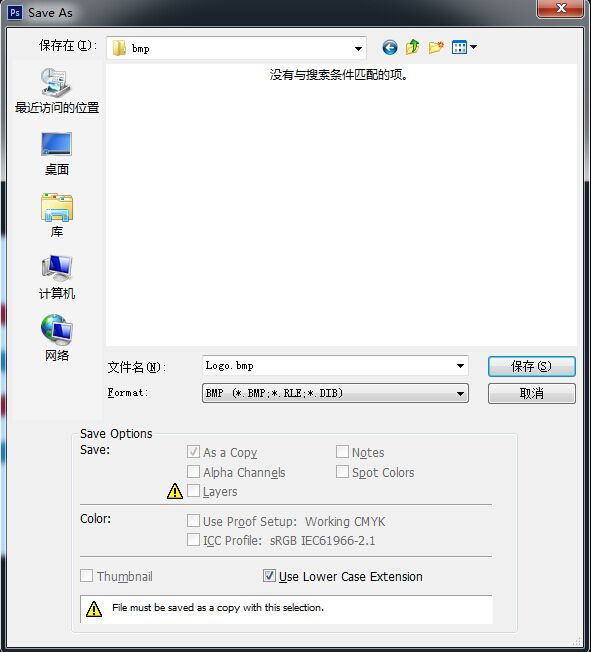 Ps Save As
保存在(I):
bmp
没有与搜索条件匹配的项。
最近访问的位置
桌面
库
计算机
网络
文件名(N):
Logo.bmp
保存(S)
Format:
BMP (*.BMP;*.RLE;*.DIB)
取消
Save Options
Save:
As a Copy
Notes
Alpha Channels
Spot Colors
Layers
Color:
Use Proof Setup: Working CMYK
ICC Profile: sRGB IEC61966-2.1
Thumbnail
Use Lower Case Extension
File must be saved as a copy with this selection.